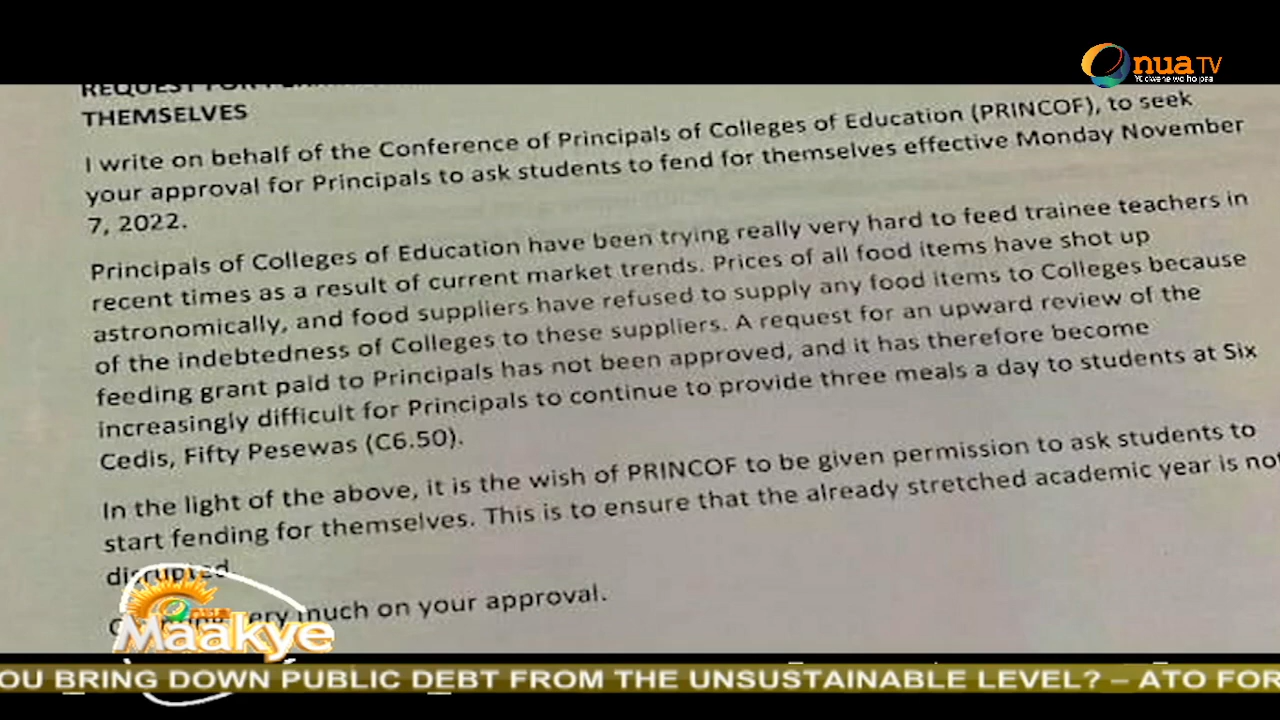 Onua TV
Yɛ dwene wo ho paa
REQUEST FOR
THEMSELVES
I write on behalf of the Conference of Principals of Colleges of Education (PRINCOF), to seek
your approval for Principals to ask students to fend for themselves effective Monday November
7, 2022.
Principals of Colleges of Education have been trying really very hard to feed trainee teachers in
recent times as a result of current market trends. Prices of all food items have shot up
astronomically, and food suppliers have refused to supply any food items to Colleges because
of the indebtedness of Colleges to these suppliers. A request for an upward review of the
feeding grant paid to Principals has not been approved, and it has therefore become
increasingly difficult for Principals to continue to provide three meals a day to students at Six
Cedis, Fifty Pesewas (C6.50).
In the light of the above, it is the wish of PRINCOF to be given permission to ask students to
start fending for themselves. This is to ensure that the already stretched academic year is not
disrupted
very much on your approval.
Maakye
OU BRING DOWN PUBLIC DEBT FROM THE UNSUSTAINABLE LEVEL? – ATO FOR